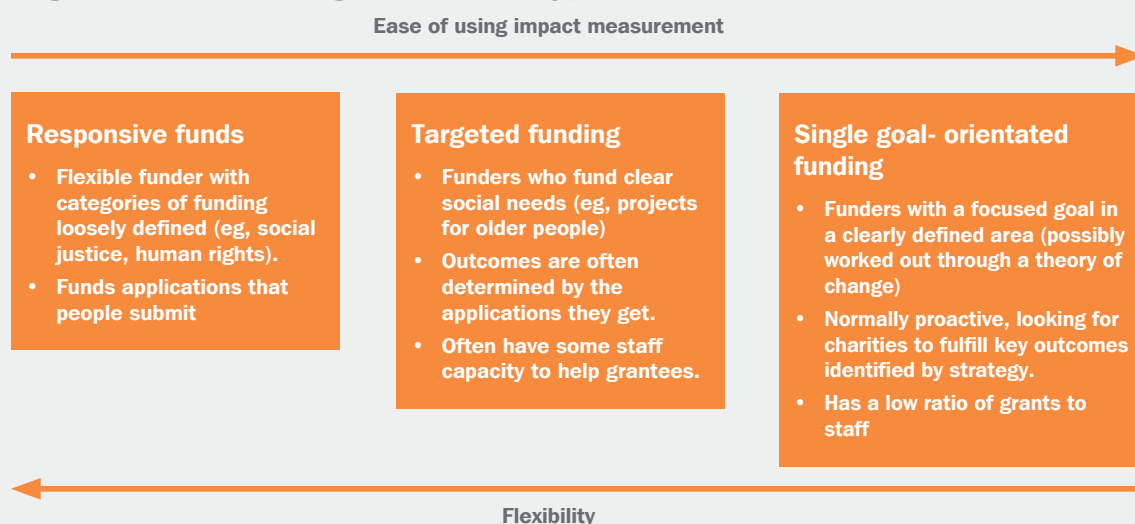 Ease of using impact measurement
Responsive funds
• Flexible funder with
categories of funding
loosely defined (eg, social
justice, human rights).
• Funds applications that
people submit
Targeted funding
• Funders who fund clear
social needs (eg, projects
for older people)
• Outcomes are often
determined by the
applications they get.
• Often have some staff
capacity to help grantees.
Single goal- orientated
funding
• Funders with a focused goal in
a clearly defined area (possibly
worked out through a theory of
change)
• Normally proactive, looking for
charities to fulfill key outcomes
identified by strategy.
• Has a low ratio of grants to
staff
Flexibility